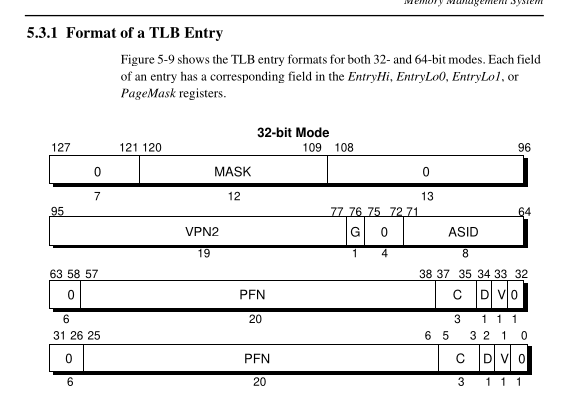 Memory Management System
5.3.1 Format of a TLB Entry
Figure 5-9 shows the TLB entry formats for both 32- and 64-bit modes. Each field
of an entry has a corresponding field in the EntryHi, EntryLo0, EntryLo1, or
PageMask registers.
32-bit Mode
127 121 120 109 108 96
0 MASK 0
7 12 13
95 77 76 75 72 71 64
VPN2 G 0 ASID
19 1 4 8
63 58 57 38 37 35 34 33 32
0 PFN C D V 0
6 20 3 1 1 1
31 26 25 6 5 3 2 1 0
0 PFN C D V 0
6 20 3 1 1 1